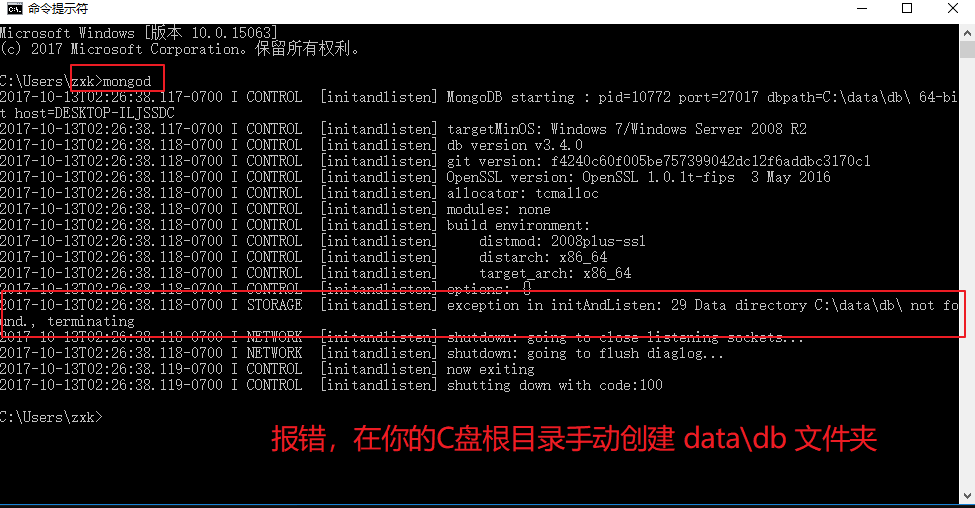 命令提示符
Microsoft Windows [版本 10.0.15063]
(c) 2017 Microsoft Corporation。保留所有权利。
C:\Users\zxk>mongod
2017-10-13T02:26:38.117-0700 I CONTROL  [initandlisten] MongoDB starting : pid=10772 port=27017 dbpath=C:\data\db\ 64-bi
t host=DESKTOP-ILJSSDC
2017-10-13T02:26:38.117-0700 I CONTROL  [initandlisten] targetMinOS: Windows 7/Windows Server 2008 R2
2017-10-13T02:26:38.118-0700 I CONTROL  [initandlisten] db version v3.4.0
2017-10-13T02:26:38.118-0700 I CONTROL  [initandlisten] git version: f4240c60f005be757399042dc12f6addbc3170c1
2017-10-13T02:26:38.118-0700 I CONTROL  [initandlisten] OpenSSL version: OpenSSL 1.0.1t-fips  3 May 2016
2017-10-13T02:26:38.118-0700 I CONTROL  [initandlisten] allocator: tcmalloc
2017-10-13T02:26:38.118-0700 I CONTROL  [initandlisten] modules: none
2017-10-13T02:26:38.118-0700 I CONTROL  [initandlisten] build environment:
2017-10-13T02:26:38.118-0700 I CONTROL  [initandlisten]     distmod: 2008plus-ssl
2017-10-13T02:26:38.118-0700 I CONTROL  [initandlisten]     distarch: x86_64
2017-10-13T02:26:38.118-0700 I CONTROL  [initandlisten]     target_arch: x86_64
2017-10-13T02:26:38.118-0700 I CONTROL  [initandlisten] options: {}
2017-10-13T02:26:38.118-0700 I STORAGE  [initandlisten] exception in initAndListen: 29 Data directory C:\data\db\ not fo
und., terminating
2017-10-13T02:26:38.118-0700 I NETWORK  [initandlisten] shutdown: going to close listening sockets...
2017-10-13T02:26:38.119-0700 I NETWORK  [initandlisten] shutdown: going to flush diaglog...
2017-10-13T02:26:38.119-0700 I CONTROL  [initandlisten] now exiting
2017-10-13T02:26:38.119-0700 I CONTROL  [initandlisten] shutting down with code:100
C:\Users\zxk>
报错，在你的C盘根目录手动创建 data\db 文件夹